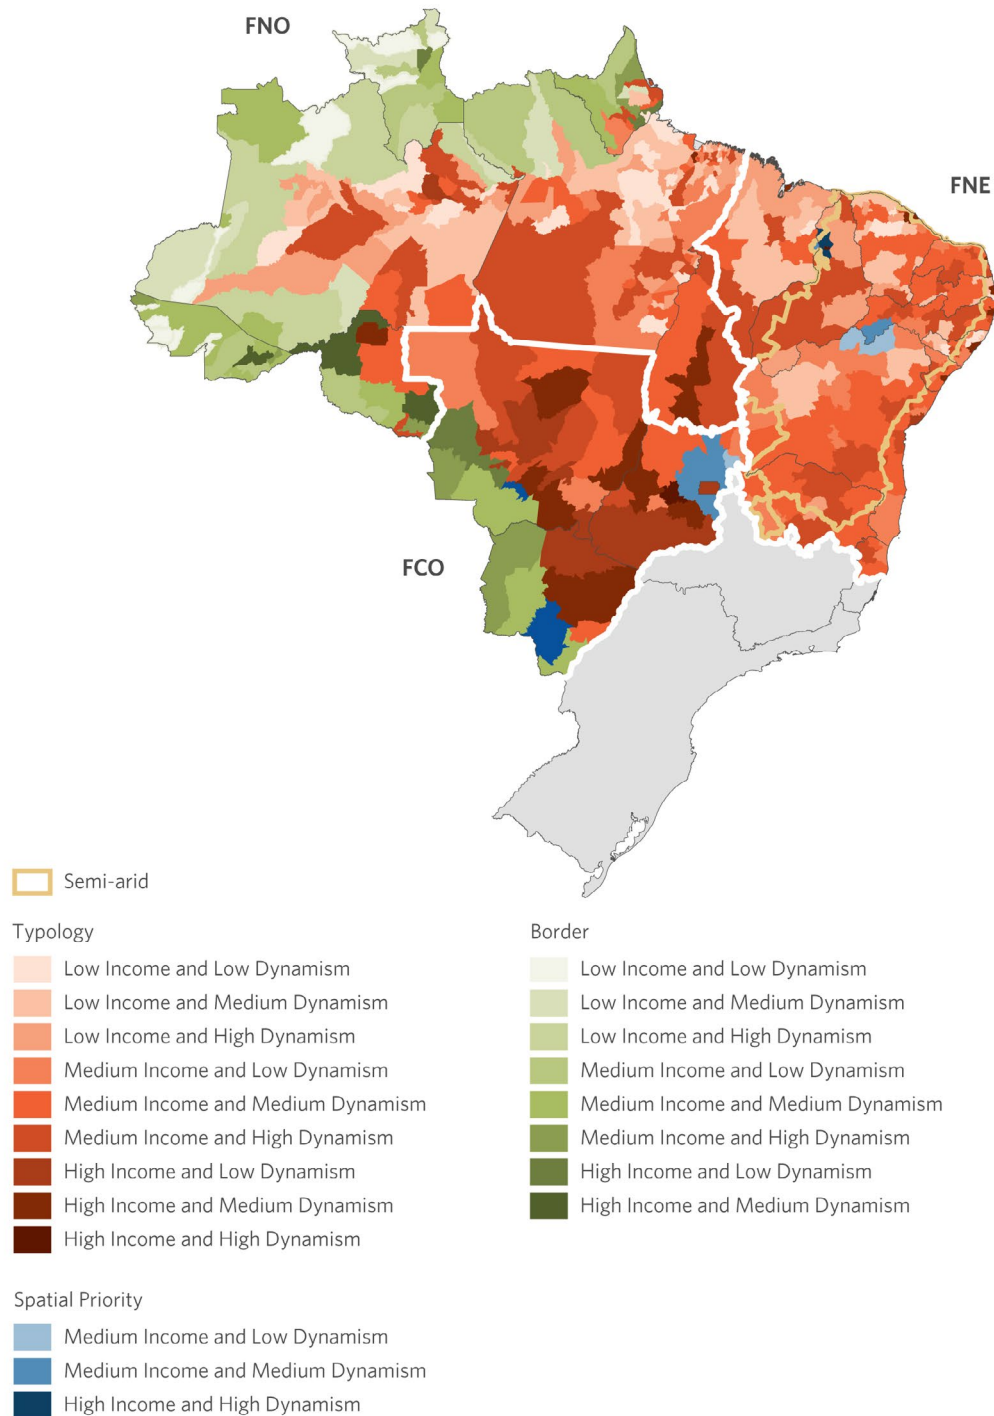 FNO
FNE
FCO
Semi-arid
Typology
Low Income and Low Dynamism
Low Income and Medium Dynamism
Low Income and High Dynamism
Medium Income and Low Dynamism
Medium Income and Medium Dynamism
Medium Income and High Dynamism
High Income and Low Dynamism
High Income and Medium Dynamism
High Income and High Dynamism
Border
Low Income and Low Dynamism
Low Income and Medium Dynamism
Low Income and High Dynamism
Medium Income and Low Dynamism
Medium Income and Medium Dynamism
Medium Income and High Dynamism
High Income and Low Dynamism
High Income and Medium Dynamism
Spatial Priority
Medium Income and Low Dynamism
Medium Income and Medium Dynamism
High Income and High Dynamism